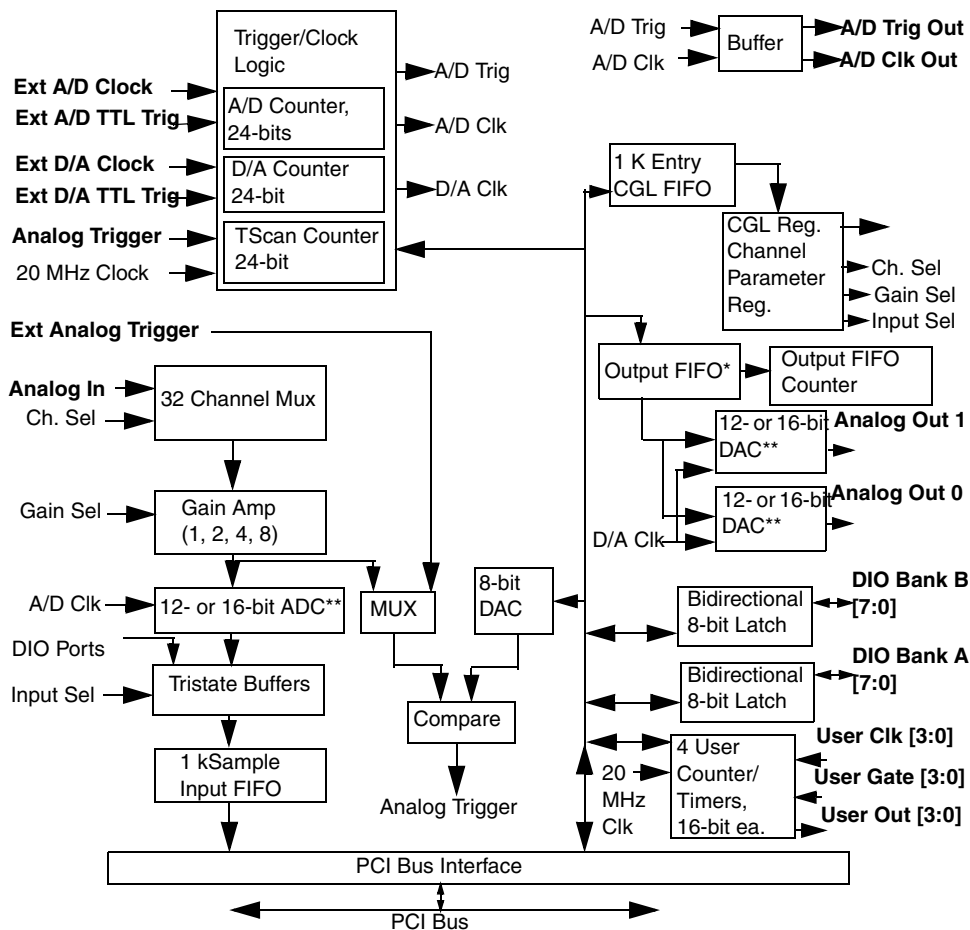 Trigger/Clock
Logic
Ext A/D Clock
Ext A/D TTL Trig
Ext D/A Clock
Ext D/A TTL Trig
Analog Trigger
20 MHz Clock
A/D Counter,
24-bits
D/A Counter
24-bit
TScan Counter
24-bit
A/D Trig
A/D Clk
D/A Clk
A/D Trig
A/D Clk
Buffer
A/D Trig Out
A/D Clk Out
1 K Entry
CGL FIFO
CGL Reg.
Channel
Parameter
Reg.
Ch. Sel
Gain Sel
Input Sel
Ext Analog Trigger
Analog In
Ch. Sel
32 Channel Mux
Gain Sel
Gain Amp
(1, 2, 4, 8)
A/D Clk
12- or 16-bit ADC**
DIO Ports
Input Sel
Tristate Buffers
1 kSample
Input FIFO
MUX
8-bit
DAC
Compare
Analog Trigger
Output FIFO*
Output FIFO
Counter
12- or 16-bit
DAC**
Analog Out 1
12- or 16-bit
DAC**
Analog Out 0
D/A Clk
Bidirectional
8-bit Latch
DIO Bank B
[7:0]
Bidirectional
8-bit Latch
DIO Bank A
[7:0]
20
MHz
Clk
4 User
Counter/
Timers,
16-bit ea.
User Clk [3:0]
User Gate [3:0]
User Out [3:0]
PCI Bus Interface
PCI Bus